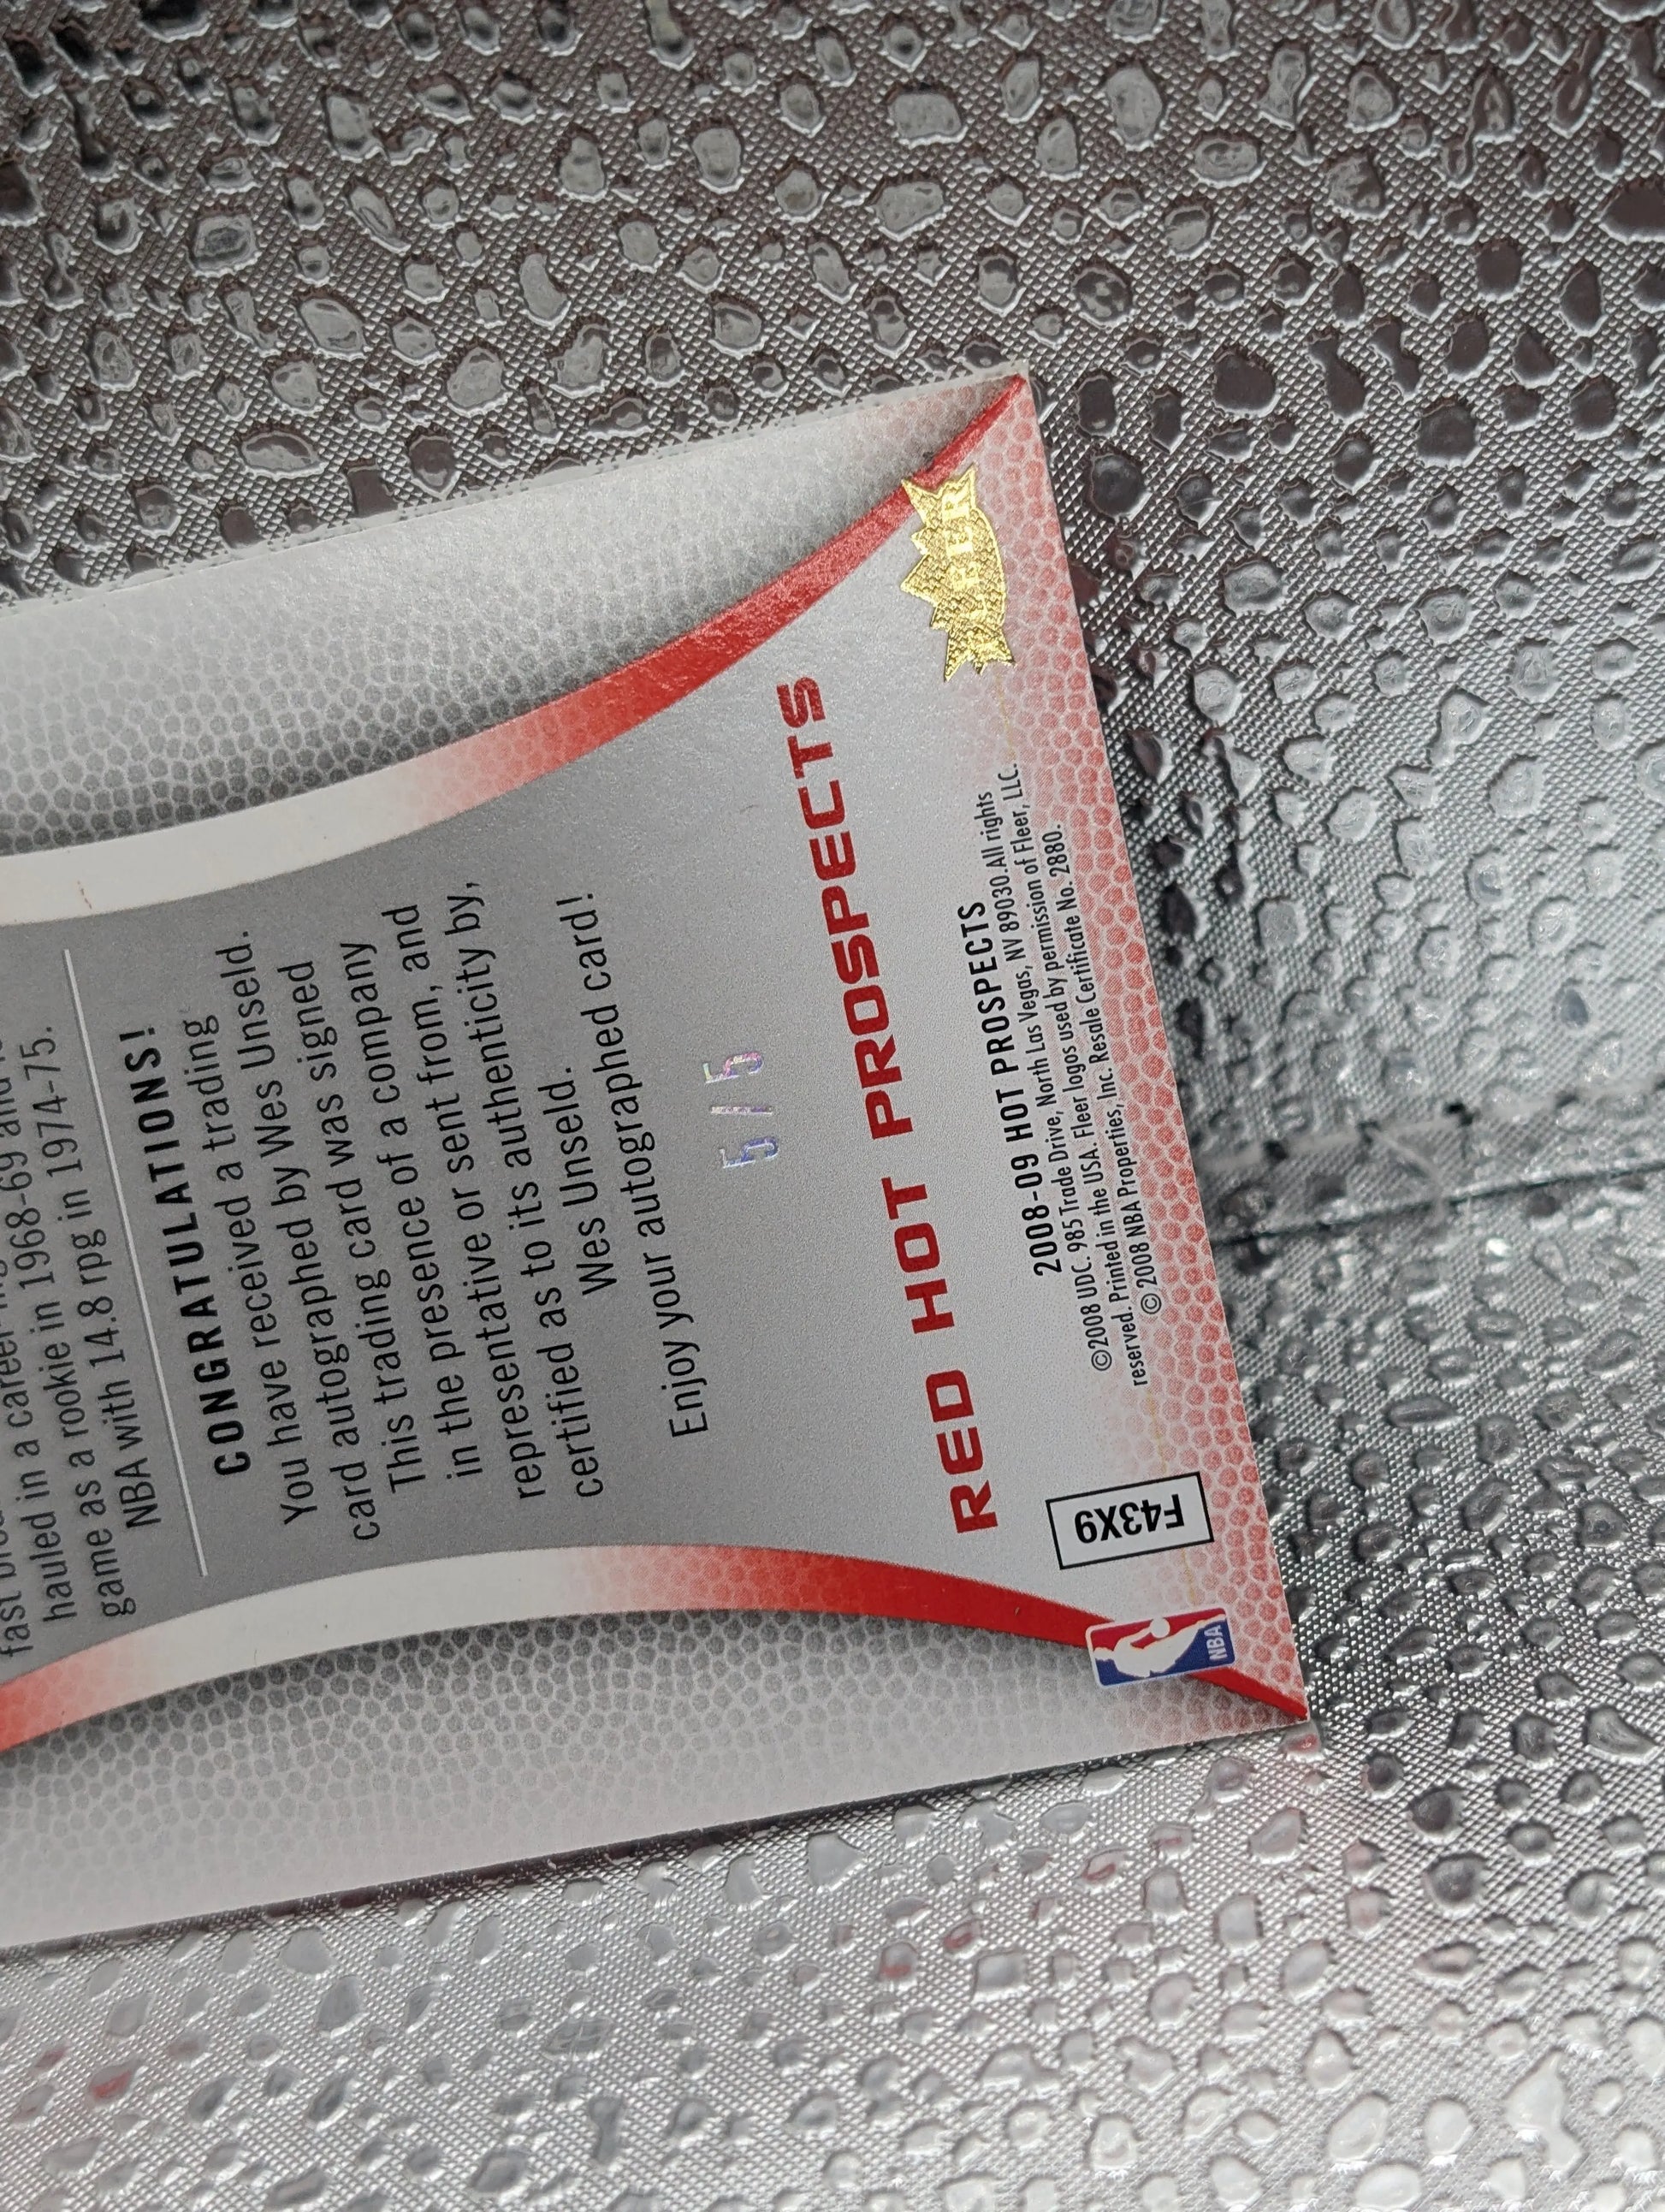 hauled in a career
game as a rookie in 1968-69 and
NBA with 14.8 rpg in 1974-75.
CONGRATULATIONS!
You have received a trading
card autographed by Wes Unseld.
This trading card was signed
in the presence of a company
representative or sent from, and
certified as to its authenticity by,
Wes Unseld.
Enjoy your autographed card!
5/5
RED HOT PROSPECTS
FLEER
2008-09 HOT PROSPECTS
©2008 UDC. 985 Trade Drive, North Las Vegas, NV 89030.All rights
reserved. Printed in the USA. Fleer logos used by permission of Fleer, LLC.
© 2008 NBA Properties, Inc. Resale Certificate No. 2880.
F43X9
NBA